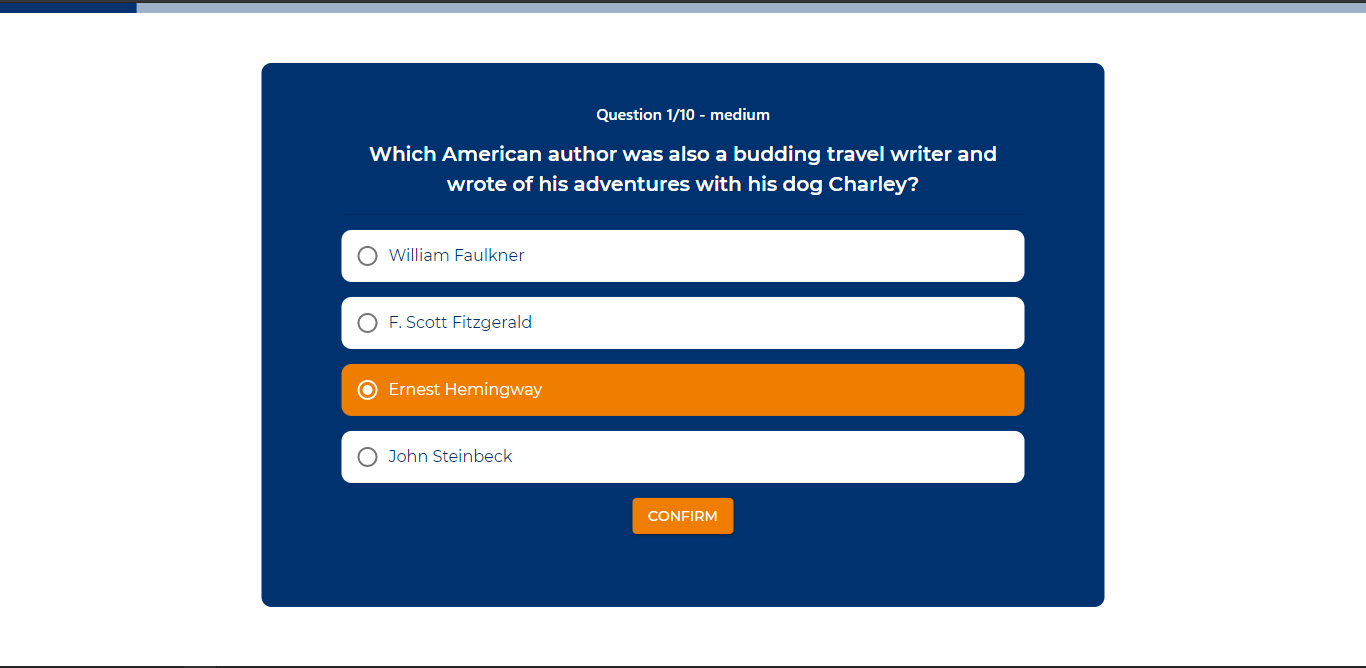 Question 1/10 - medium
Which American author was also a budding travel writer and
wrote of his adventures with his dog Charley?
William Faulkner
F. Scott Fitzgerald
Ernest Hemingway
John Steinbeck
CONFIRM